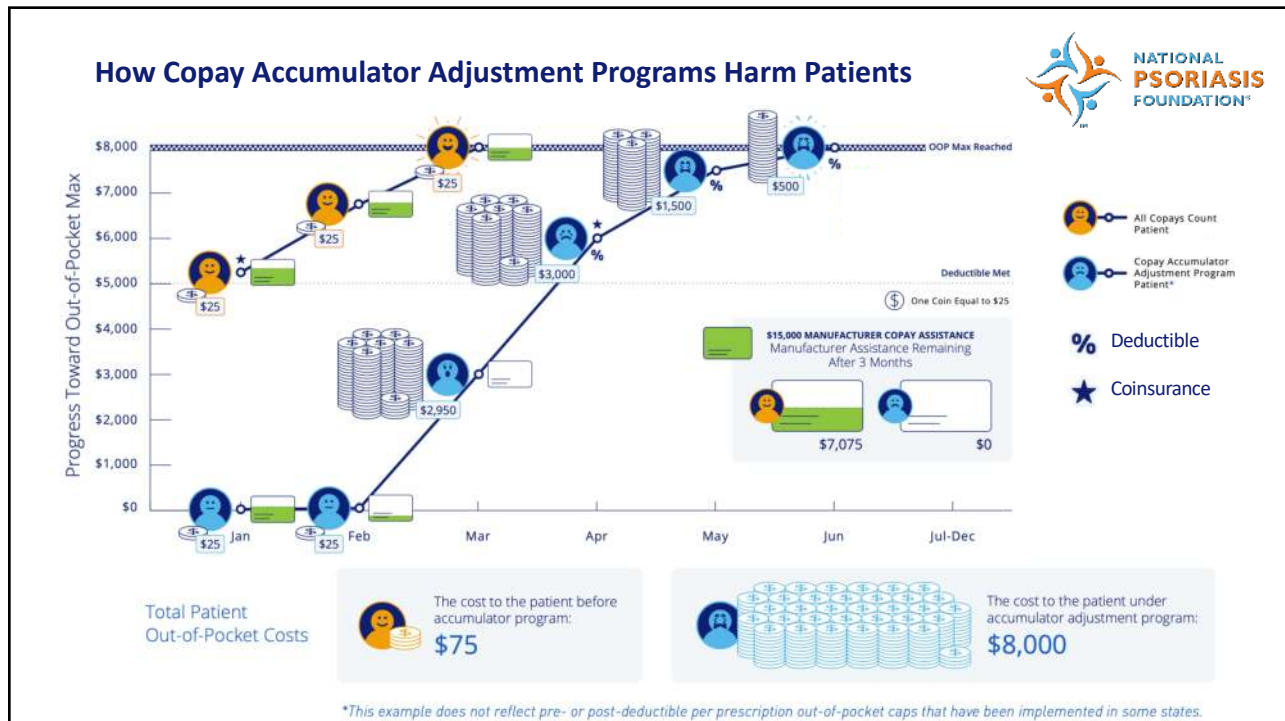 How Copay Accumulator Adjustment Programs Harm Patients
NATIONAL
PSORIASIS
FOUNDATION®
SM
Progress Toward Out-of-Pocket Max
$8,000
$7,000
$6,000
$5,000
$4,000
$3,000
$2,000
$1,000
$0
OOP Max Reached
Deductible Met
$ One Coin Equal to $25
$25
$25
$25
$25
$25
$2,950
$3,000
%
$1,500
%
$500
%
Jan
Feb
Mar
Apr
May
Jun
Jul-Dec
$15,000 MANUFACTURER COPAY ASSISTANCE
Manufacturer Assistance Remaining
After 3 Months
$7,075
$0
All Copays Count
Patient
Copay Accumulator
Adjustment Program
Patient*
% Deductible
★ Coinsurance
Total Patient
Out-of-Pocket Costs
The cost to the patient before
accumulator program:
$75
The cost to the patient under
accumulator adjustment program:
$8,000
*This example does not reflect pre- or post-deductible per prescription out-of-pocket caps that have been implemented in some states.